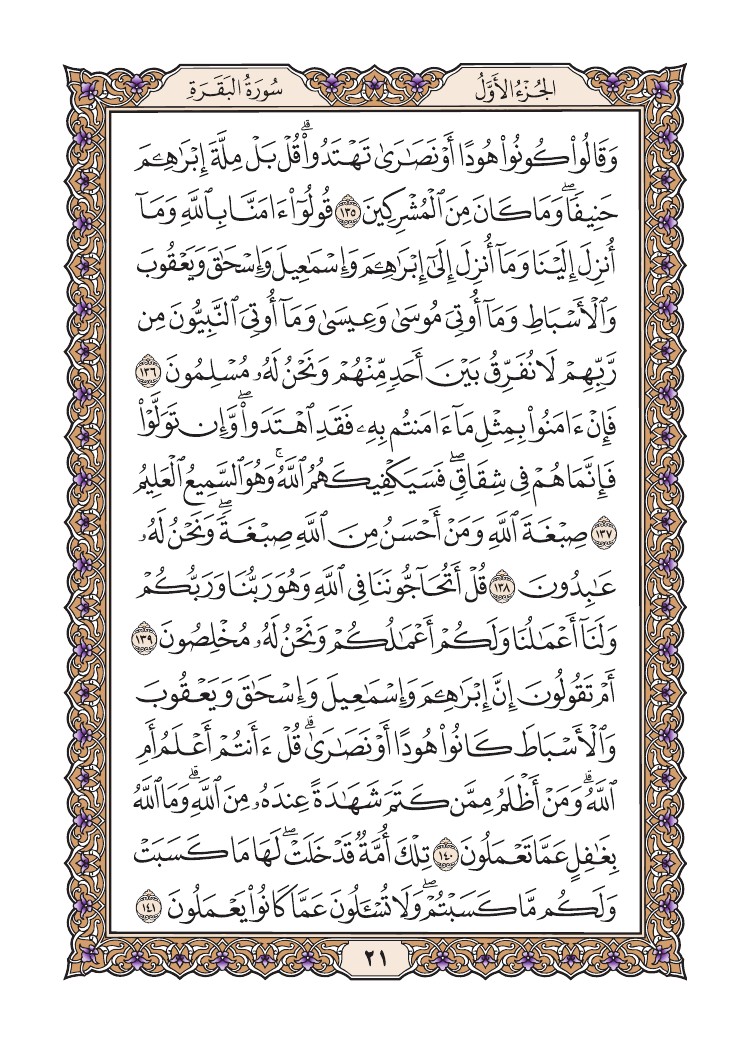 الجُزْءُ الأَوَّلُ
سُورَةُ البَقَرَةِ
وَقَالُوا۟ كُونُوا۟ هُودًا أَوْ نَصَٰرَىٰ تَهْتَدُوا۟ ۗ قُلْ بَلْ مِلَّةَ إِبْرَٰهِـۧمَ
حَنِيفًا ۖ وَمَا كَانَ مِنَ ٱلْمُشْرِكِينَ ١٣٥ قُولُوٓا۟ ءَامَنَّا بِٱللَّهِ وَمَآ
أُنزِلَ إِلَيْنَا وَمَآ أُنزِلَ إِلَىٰٓ إِبْرَٰهِـۧمَ وَإِسْمَٰعِيلَ وَإِسْحَٰقَ وَيَعْقُوبَ
وَٱلْأَسْبَاطِ وَمَآ أُوتِىَ مُوسَىٰ وَعِيسَىٰ وَمَآ أُوتِىَ ٱلنَّبِيُّونَ مِن
رَّبِّهِمْ لَا نُفَرِّقُ بَيْنَ أَحَدٍ مِّنْهُمْ وَنَحْنُ لَهُۥ مُسْلِمُونَ ١٣٦
فَإِنْ ءَامَنُوا۟ بِمِثْلِ مَآ ءَامَنتُم بِهِۦ فَقَدِ ٱهْتَدَوا۟ ۖ وَّإِن تَوَلَّوْا۟
فَإِنَّمَا هُمْ فِى شِقَاقٍ ۖ فَسَيَكْفِيكَهُمُ ٱللَّهُ ۚ وَهُوَ ٱلسَّمِيعُ ٱلْعَلِيمُ
١٣٧ صِبْغَةَ ٱللَّهِ وَمَنْ أَحْسَنُ مِنَ ٱللَّهِ صِبْغَةً ۖ وَنَحْنُ لَهُۥ
عَٰبِدُونَ ١٣٨ قُلْ أَتُحَآجُّونَنَا فِى ٱللَّهِ وَهُوَ رَبُّنَا وَرَبُّكُمْ
وَلَنَآ أَعْمَٰلُنَا وَلَكُمْ أَعْمَٰلُكُمْ وَنَحْنُ لَهُۥ مُخْلِصُونَ ١٣٩
أَمْ تَقُولُونَ إِنَّ إِبْرَٰهِـۧمَ وَإِسْمَٰعِيلَ وَإِسْحَٰقَ وَيَعْقُوبَ
وَٱلْأَسْبَاطَ كَانُوا۟ هُودًا أَوْ نَصَٰرَىٰ ۗ قُلْ ءَأَنتُمْ أَعْلَمُ أَمِ
ٱللَّهُ ۗ وَمَنْ أَظْلَمُ مِمَّن كَتَمَ شَهَٰدَةً عِندَهُۥ مِنَ ٱللَّهِ ۗ وَمَا ٱللَّهُ
بِغَٰفِلٍ عَمَّا تَعْمَلُونَ ١٤٠ تِلْكَ أُمَّةٌ قَدْ خَلَتْ ۖ لَهَا مَا كَسَبَتْ
وَلَكُم مَّا كَسَبْتُمْ ۖ وَلَا تُسْـَٔلُونَ عَمَّا كَانُوا۟ يَعْمَلُونَ ١٤١
٢١